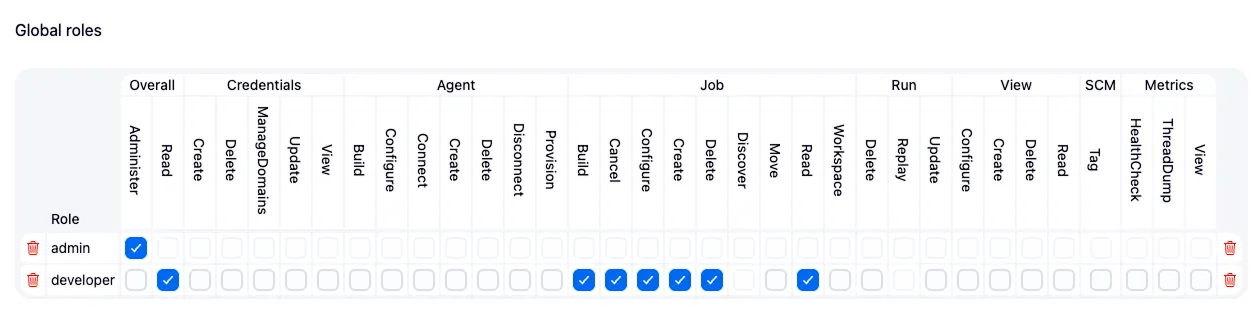 Global roles
Overall Credentials Agent Job Run View SCM Metrics
Role Administer Read Create Delete ManageDomains Update View Build Configure Connect Create Delete Disconnect Provision Build Cancel Configure Create Delete Discover Move Read Workspace Delete Replay Update Configure Create Delete Read Tag HealthCheck ThreadDump View
admin
developer